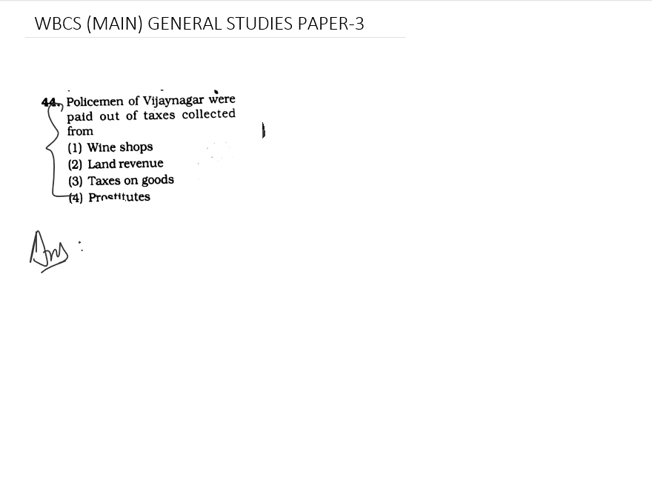 WBCS (MAIN) GENERAL STUDIES PAPER-3
44. Policemen of Vijaynagar were
paid out of taxes collected
from
(1) Wine shops
(2) Land revenue
(3) Taxes on goods
(4) Prostitutes
Ans: